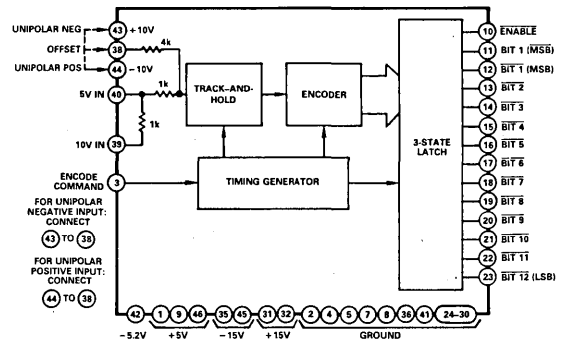 UNIPOLAR NEG 43 +10V
OFFSET 38 4k
UNIPOLAR POS 44 −10V
5V IN 40 1k
1k
10V IN 39
ENCODE COMMAND 3
TRACK-AND-HOLD
ENCODER
TIMING GENERATOR
3-STATE LATCH
10 ENABLE
11 BIT 1 (MSB)
12 BIT 1 (MSB)
13 BIT 2
14 BIT 3
15 BIT 4
16 BIT 5
17 BIT 6
18 BIT 7
19 BIT 8
20 BIT 9
21 BIT 10
22 BIT 11
23 BIT 12 (LSB)
FOR UNIPOLAR
NEGATIVE INPUT:
CONNECT
43 TO 38
FOR UNIPOLAR
POSITIVE INPUT:
CONNECT
44 TO 38
42 1 9 46 35 45 31 32 2 4 5 7 8 36 41 24-30
−5.2V +5V −15V +15V GROUND